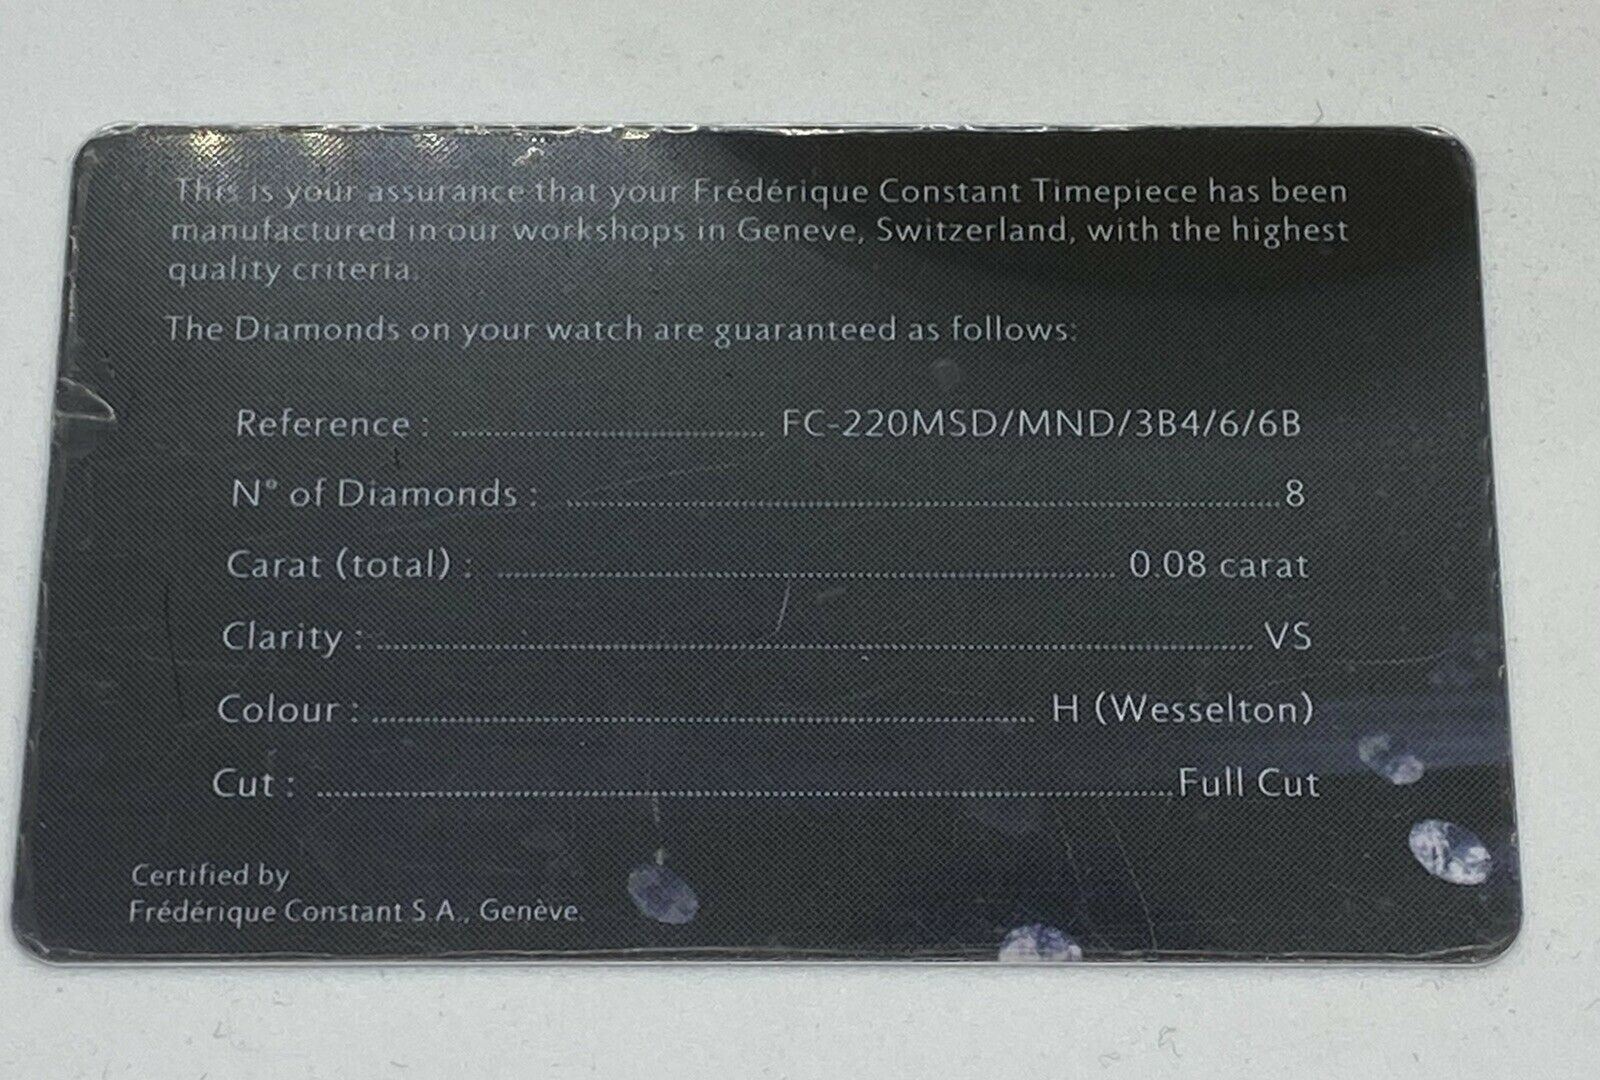 This is your assurance that your Frédérique Constant Timepiece has been
manufactured in our workshops in Geneve, Switzerland, with the highest
quality criteria.
The Diamonds on your watch are guaranteed as follows:
Reference : ........................ FC-220MSD/MND/3B4/6/6B
N° of Diamonds : ........................ 8
Carat (total) : ........................ 0.08 carat
Clarity : ........................ VS
Colour : ........................ H (Wesselton)
Cut : ........................ Full Cut
Certified by
Frédérique Constant S.A., Genève.